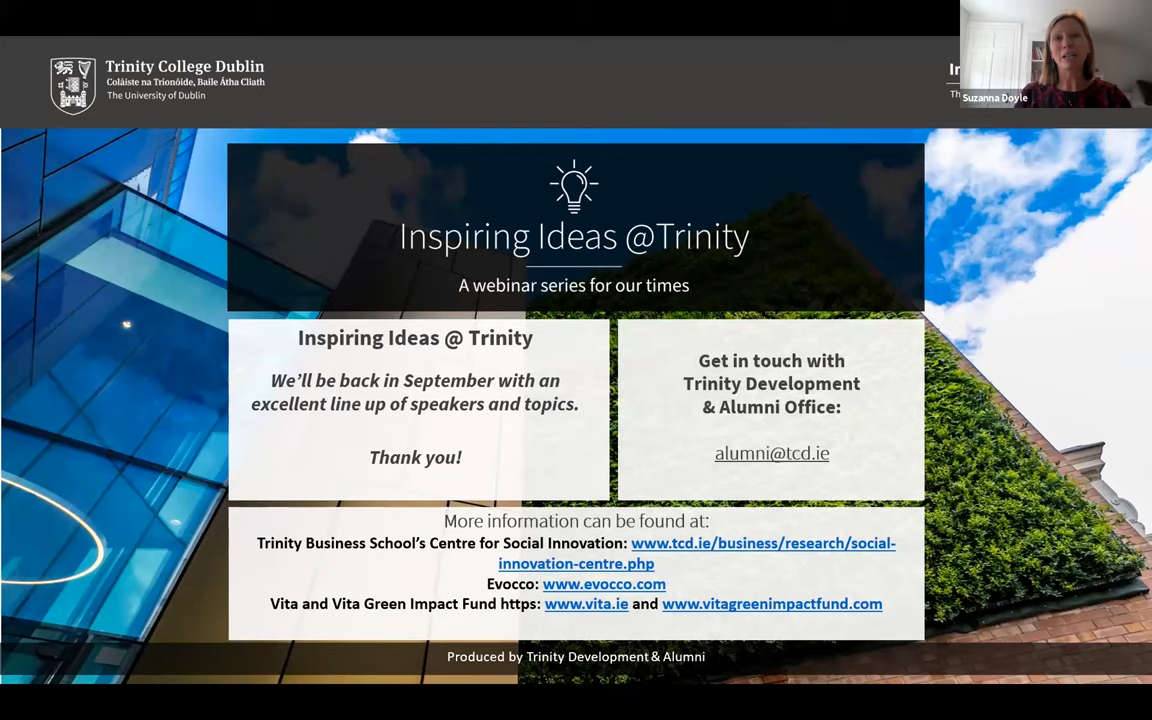 Trinity College Dublin
Coláiste na Tríonóide, Baile Átha Cliath
The University of Dublin
Suzanna Doyle
Inspiring Ideas @Trinity
A webinar series for our times
Inspiring Ideas @ Trinity
We’ll be back in September with an
excellent line up of speakers and topics.
Thank you!
Get in touch with
Trinity Development
& Alumni Office:
alumni@tcd.ie
More information can be found at:
Trinity Business School’s Centre for Social Innovation: www.tcd.ie/business/research/social-
innovation-centre.php
Evocco: www.evocco.com
Vita and Vita Green Impact Fund https: www.vita.ie and www.vitagreenimpactfund.com
Produced by Trinity Development & Alumni